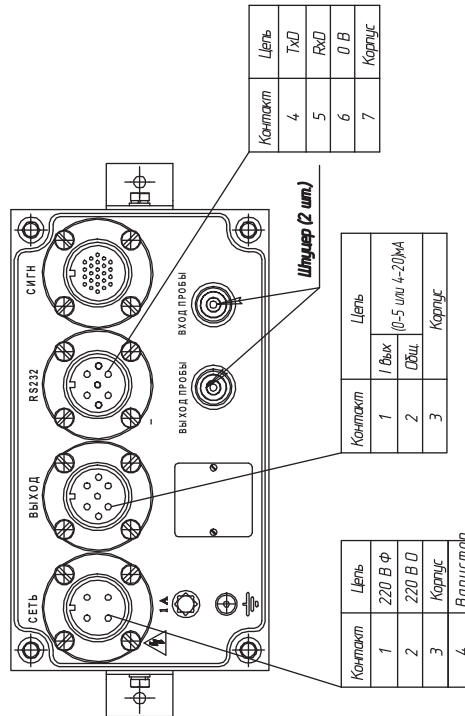 СЕТЬ
ВЫХОД
RS232
СИГН
1 А
ВЫХОД ПРОБЫ
ВХОД ПРОБЫ
Штуцер (2 шт.)
Контакт Цепь
1 220 В Ф
2 220 В О
3 Корпус
4 Варистор
Контакт Цепь
1 I вых (0-5 или 4-20)мА
2 Общ.
3 Корпус
Контакт Цепь
4 TxD
5 RxD
6 0 В
7 Корпус